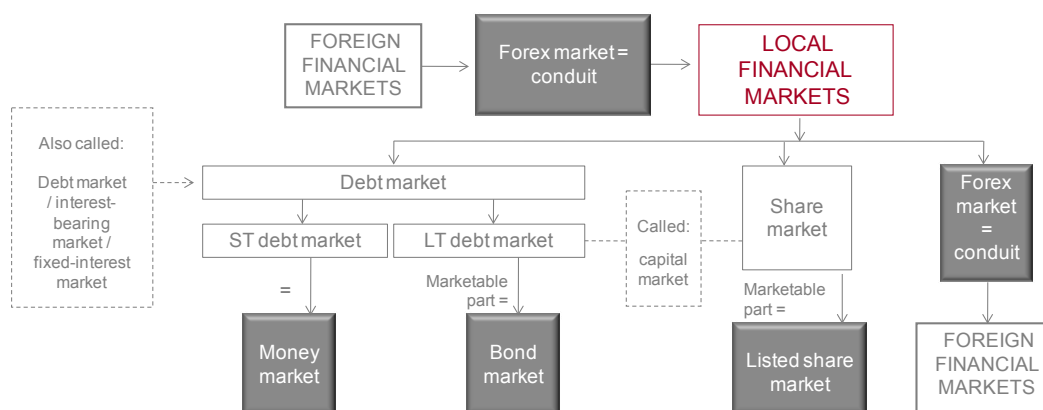 FOREIGN
FINANCIAL
MARKETS
Forex market =
conduit
LOCAL
FINANCIAL
MARKETS
Also called:
Debt market
/ interest-
bearing
market /
fixed-interest
market
Debt market
ST debt market
LT debt market
Called:
capital
market
Share
market
Forex
market
=
conduit
=
Marketable
part =
Marketable
part =
Money
market
Bond
market
Listed share
market
FOREIGN
FINANCIAL
MARKETS